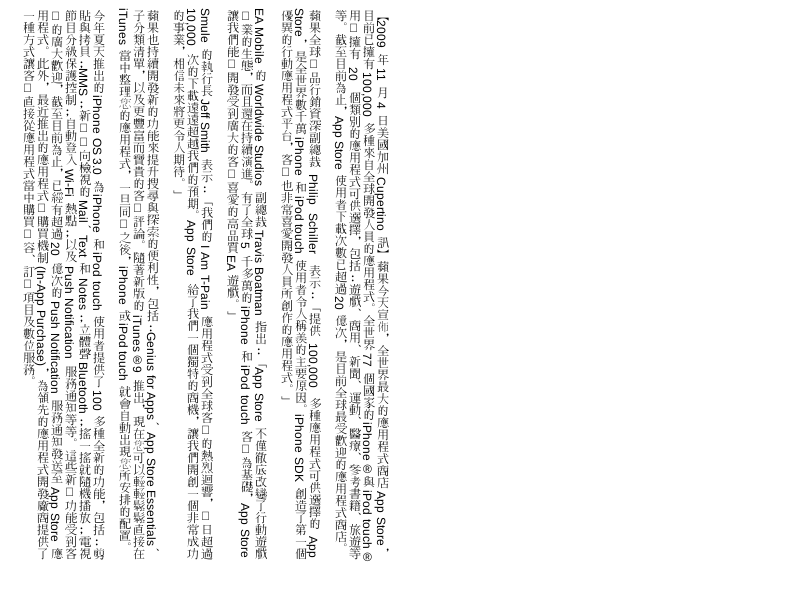 【2009 年 11 月 4 日美國加州 Cupertino 訊】蘋果今天宣佈，全世界最大的應用程式商店 App Store，
目前已擁有 100,000 多種來自全球開發人員的應用程式。全世界 77 個國家的 iPhone ® 與 iPod touch ®
用□擁有 20 個類別的應用程式可供選擇，包括：遊戲、商用、新聞、運動、醫療、參考書籍、旅遊等
等。截至目前為止，App Store 使用者下載次數已超過 20 億次，是目前全球最受歡迎的應用程式商店。
蘋果全球□品行銷資深副總裁 Philip Schiller 表示：「提供 100,000 多種應用程式可供選擇的 App
Store，是全世界數千萬 iPhone 和 iPod touch 使用者令人稱羨的主要原因。iPhone SDK 創造了第一個
優異的行動應用程式平台，客□也非常喜愛開發人員所創作的應用程式。」
EA Mobile 的 Worldwide Studios 副總裁 Travis Boatman 指出：「App Store 不僅徹底改變了行動遊戲
□業的生態，而且還在持續演進。有了全球 5 千多萬的 iPhone 和 iPod touch 客□為基礎，App Store
讓我們能□開發受到廣大的客□喜愛的高品質 EA 遊戲。」
Smule 的執行長 Jeff Smith 表示：「我們的 I Am T-Pain 應用程式受到全球客□的熱烈迴響，□日超過
10,000 次的下載遠遠超越我們的預期。App Store 給了我們一個獨特的商機，讓我們開創一個非常成功
的事業，相信未來將更令人期待。」
蘋果也持續開發新的功能來提升搜尋與探索的便利性，包括：Genius for Apps、App Store Essentials、
子分類清單，以及更豐富而寶貴的客□評論。隨著新版的 iTunes ® 9 推出，現在您可以輕輕鬆鬆直接在
iTunes 當中整理您的應用程式，一旦同□之後，iPhone 或 iPod touch 就會自動出現您所安排的配置。
今年夏天推出的 iPhone OS 3.0 為 iPhone 和 iPod touch 使用者提供了 100 多種全新的功能，包括：剪
貼與拷貝；MMS；新□□向檢視的 Mail、Text 和 Notes；立體聲 Bluetooth；搖一搖就隨機播放；電視
節目分級保護控制；自動登入 Wi-Fi 熱點；以及 Push Notification 服務通知等等。這些新□功能受到客
□的廣大歡迎，截至目前為止，已經有超過 20 億次的 Push Notification 服務通知發送至 App Store 應
用程式。此外，最近推出的應用程式□購買機制 (In-App Purchase)，為領先的應用程式開發廠商提供了
一種方式讓客□直接從應用程式當中購買□容、訂□項目及數位服務。